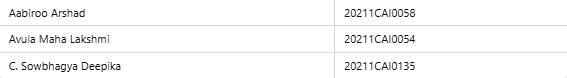 Aabiroo Arshad 20211CAI0058
Avula Maha Lakshmi 20211CAI0054
C. Sowbhagya Deepika 20211CAI0135